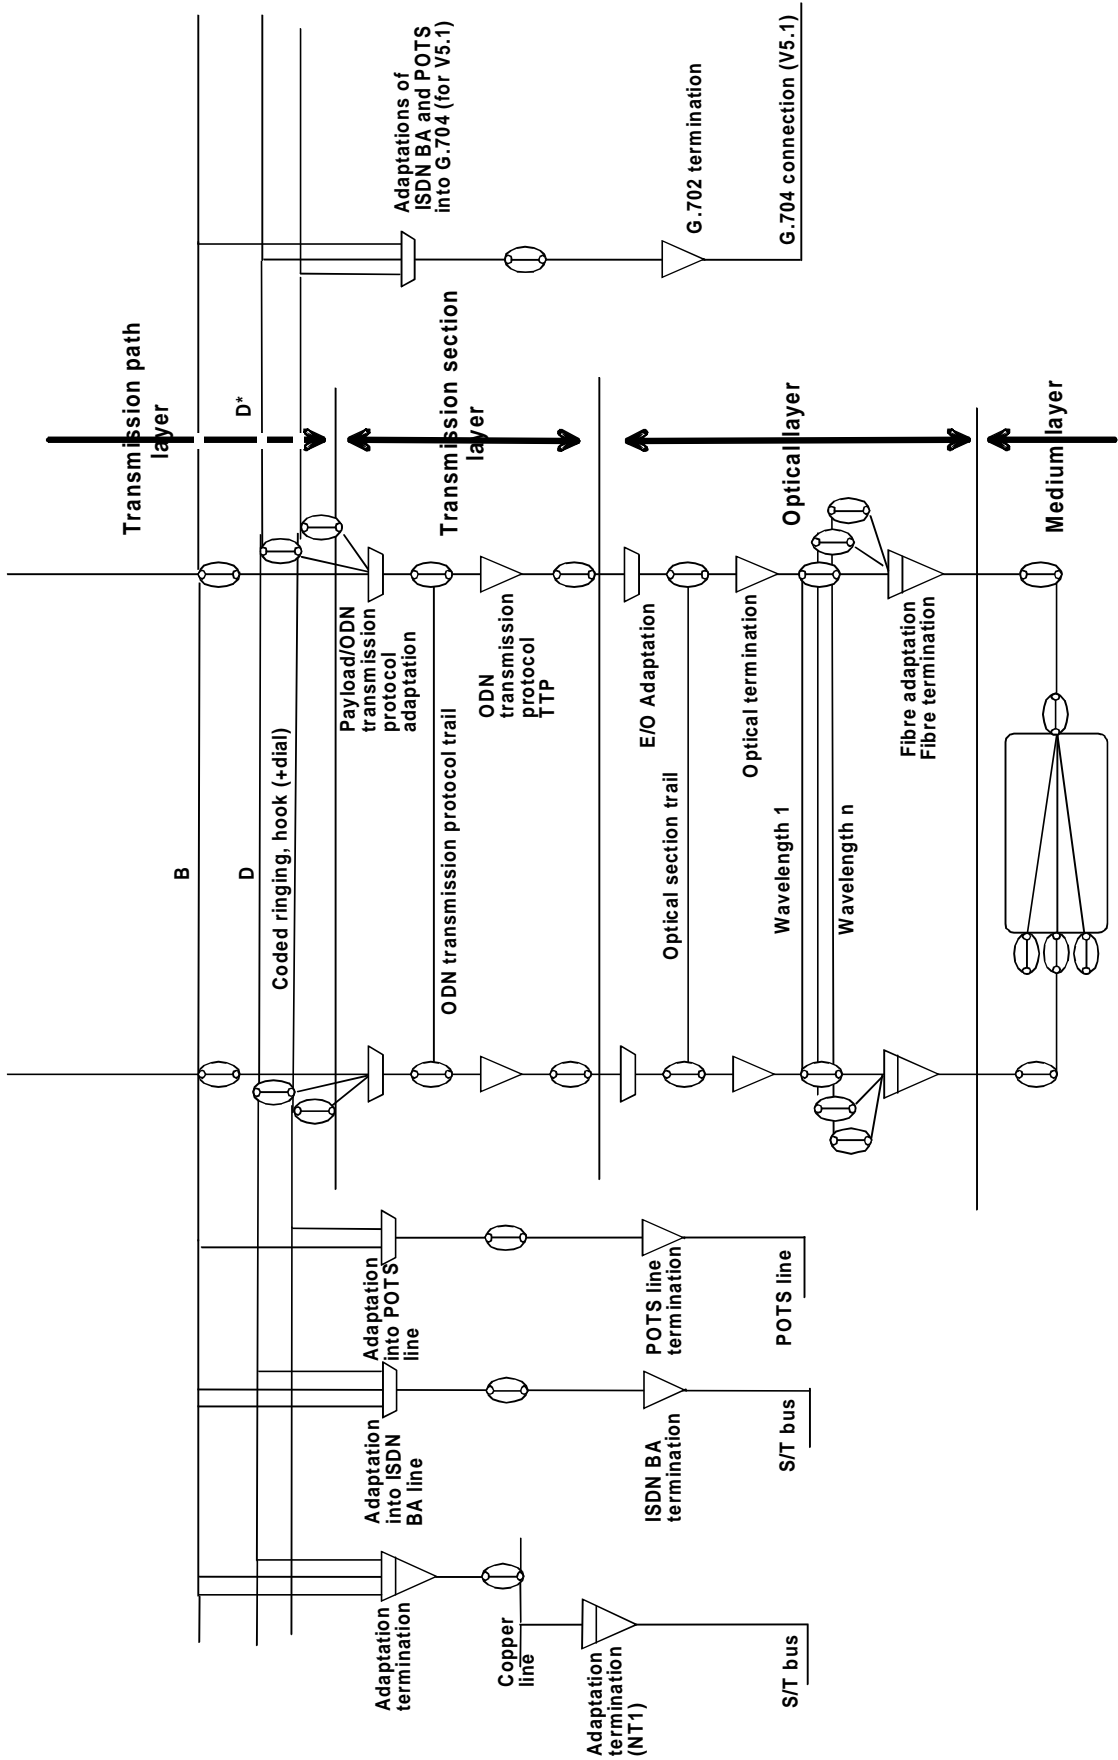 Transmission path
layer
Transmission section
layer
Optical layer
Medium layer
Adaptations of
ISDN BA and POTS
into G.704 (for V5.1)
G.702 termination
G.704 connection (V5.1)
D*
B
D
Coded ringing, hook (+dial)
Payload/ODN
transmission
protocol
adaptation
ODN transmission protocol trail
ODN
transmission
protocol
TTP
E/O Adaptation
Optical section trail
Optical termination
Wavelength 1
Wavelength n
Fibre adaptation
Fibre termination
Adaptation
into POTS
line
POTS line
termination
POTS line
Adaptation
into ISDN
BA line
ISDN BA
termination
S/T bus
Adaptation
termination
Copper
line
Adaptation
termination
(NT1)
S/T bus